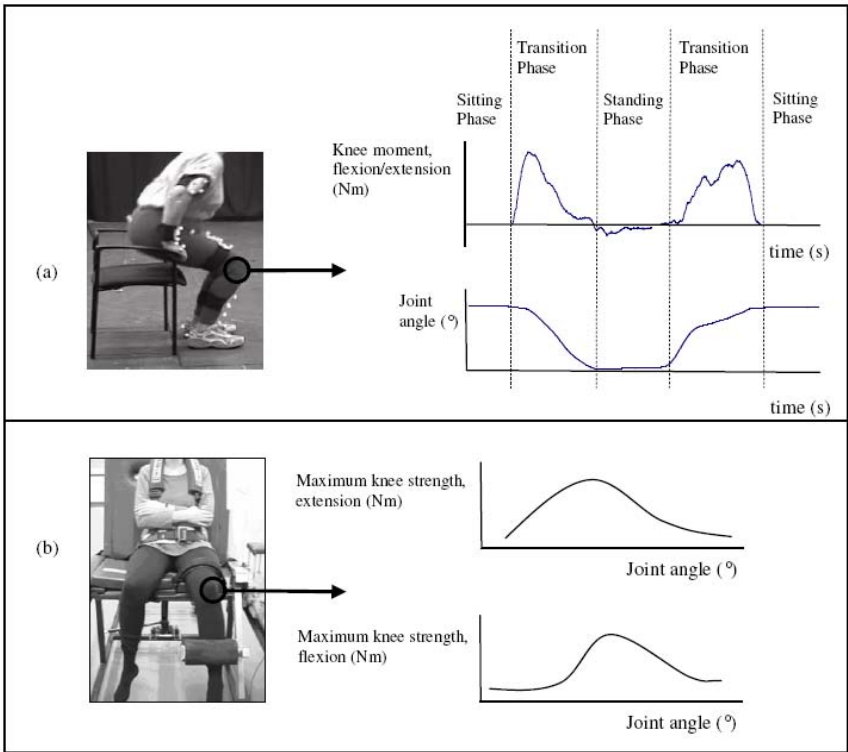 Transition
Phase
Transition
Phase
Sitting
Phase
Standing
Phase
Sitting
Phase
Knee moment,
flexion/extension
(Nm)
time (s)
(a)
Joint
angle (°)
time (s)
Maximum knee strength,
extension (Nm)
Joint angle (°)
(b)
Maximum knee strength,
flexion (Nm)
Joint angle (°)